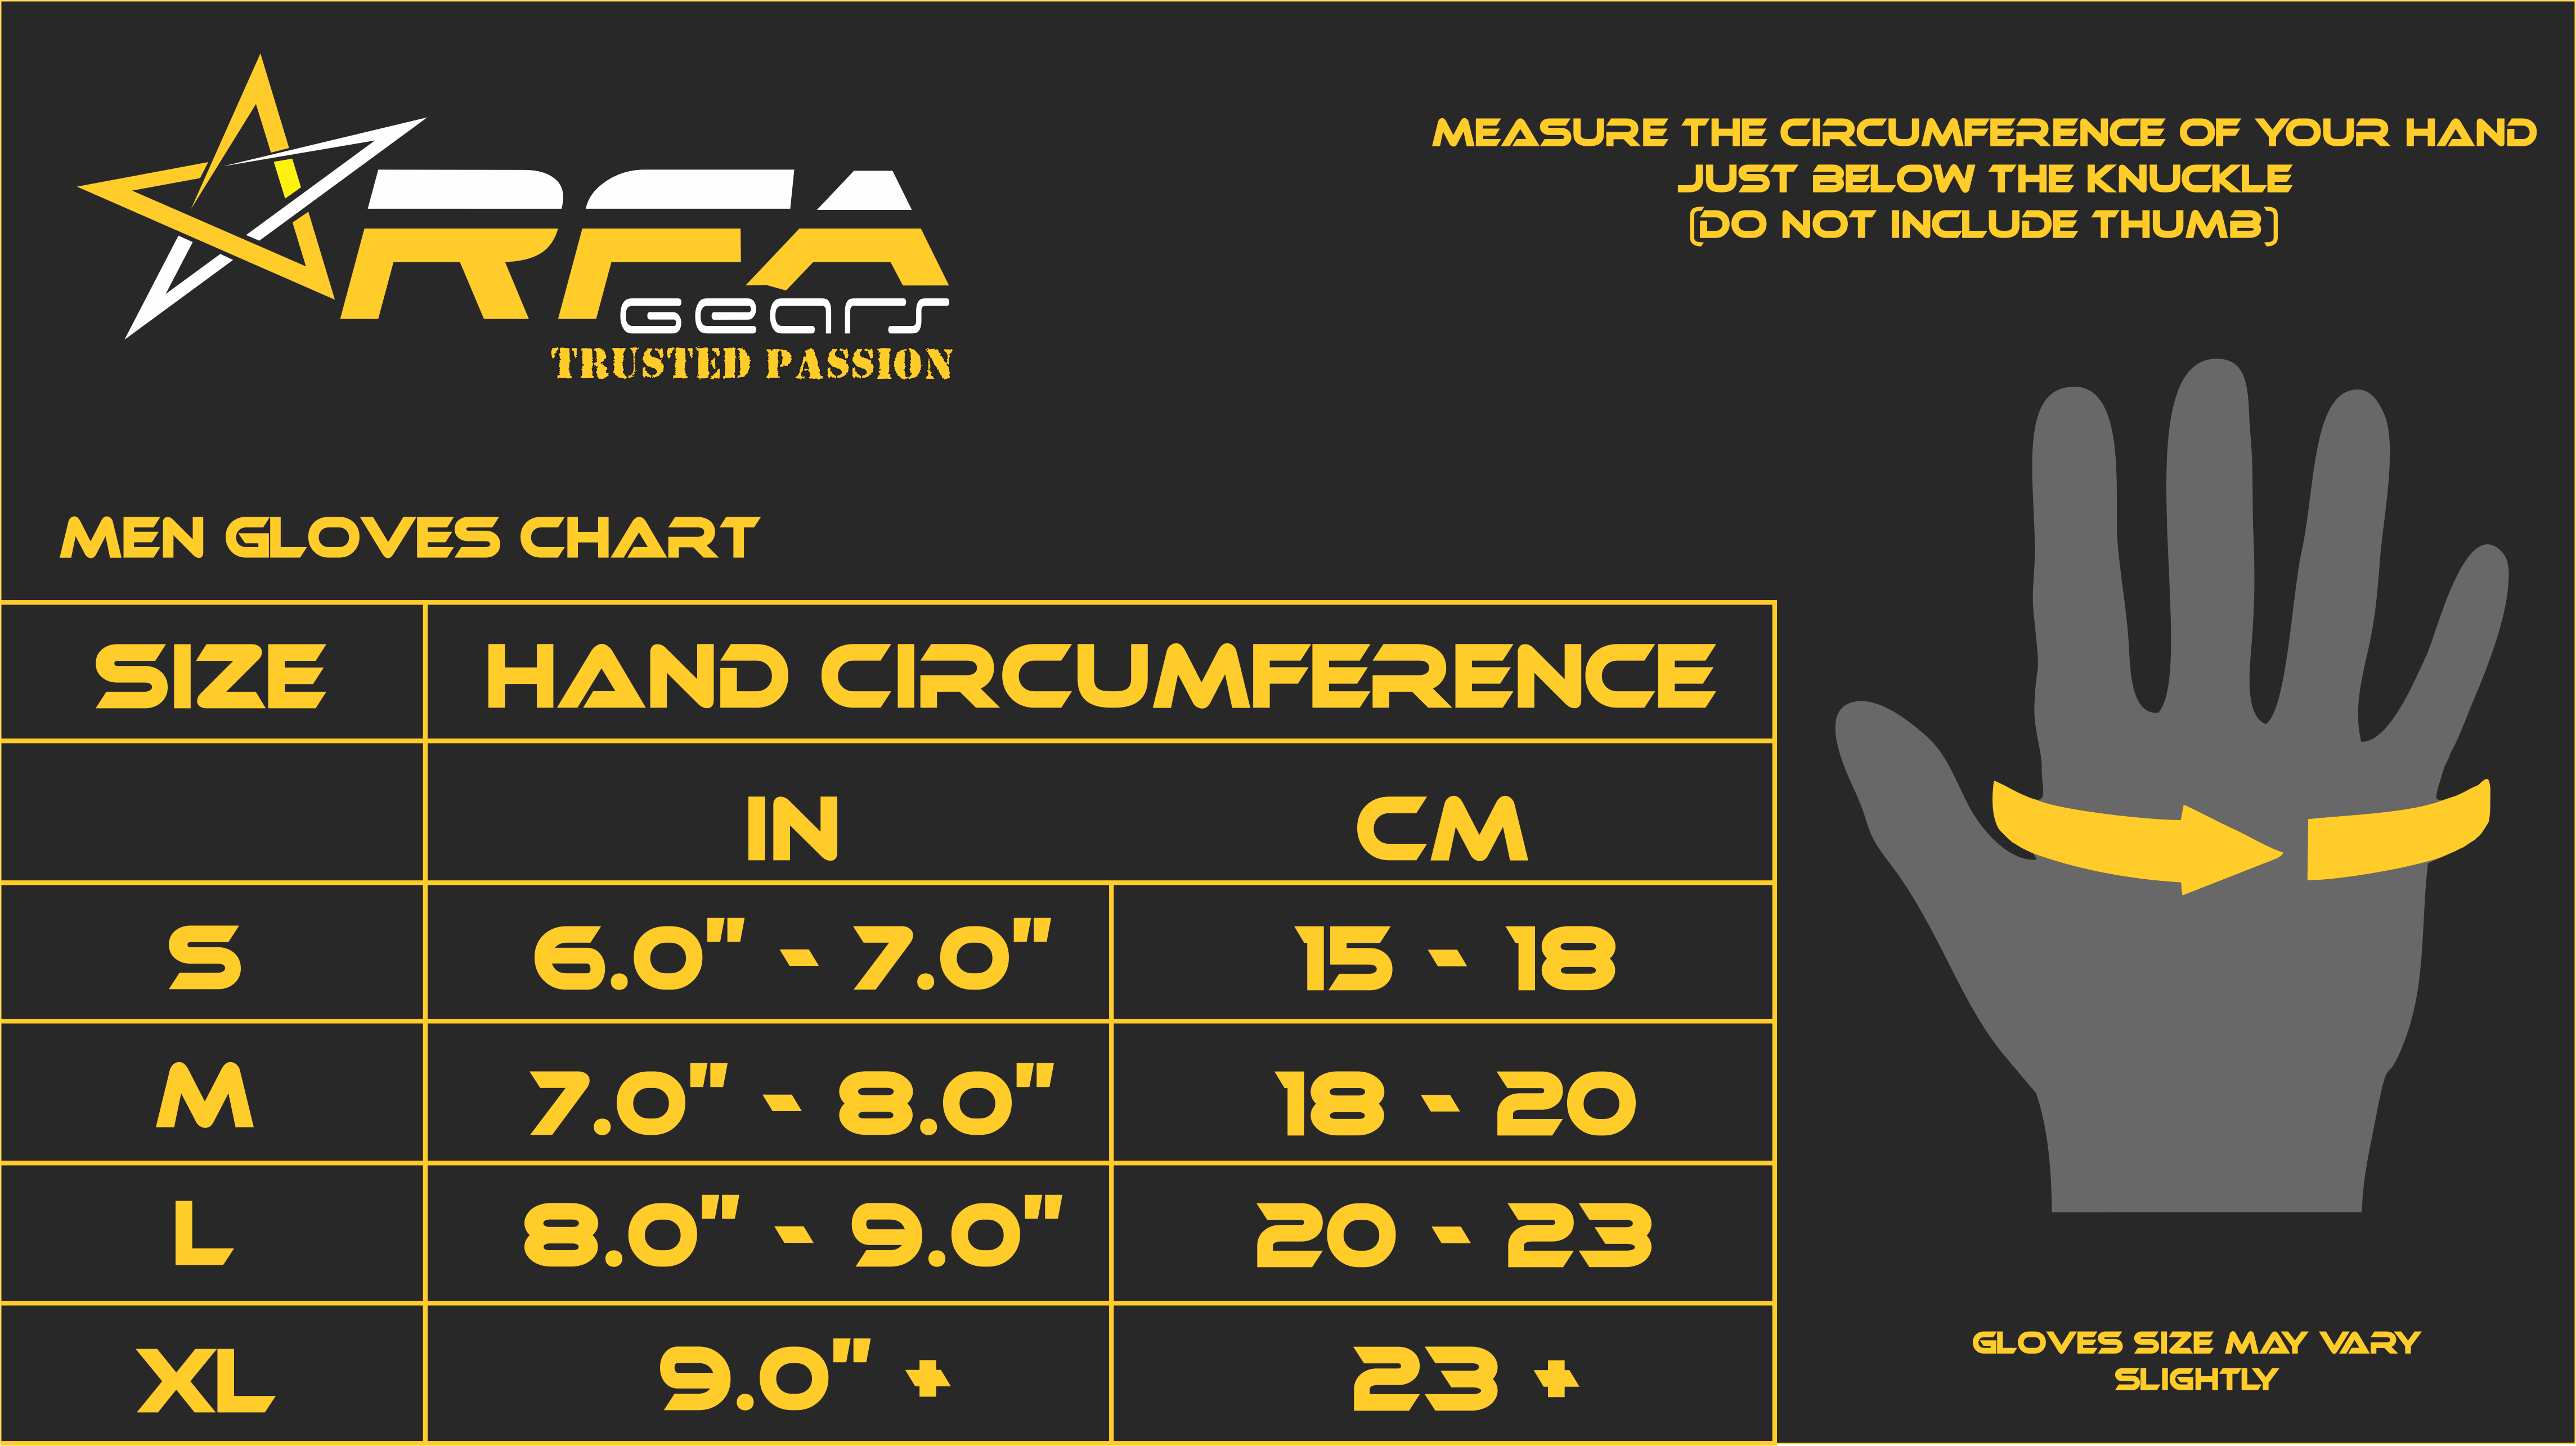 RFA
Gears
TRUSTED PASSION
MEASURE THE CIRCUMFERENCE OF YOUR HAND
JUST BELOW THE KNUCKLE
(DO NOT INCLUDE THUMB)
MEN GLOVES CHART
SIZE HAND CIRCUMFERENCE
IN CM
S 6.0" - 7.0" 15 - 18
M 7.0" - 8.0" 18 - 20
L 8.0" - 9.0" 20 - 23
XL 9.0" + 23 +
GLOVES SIZE MAY VARY
SLIGHTLY